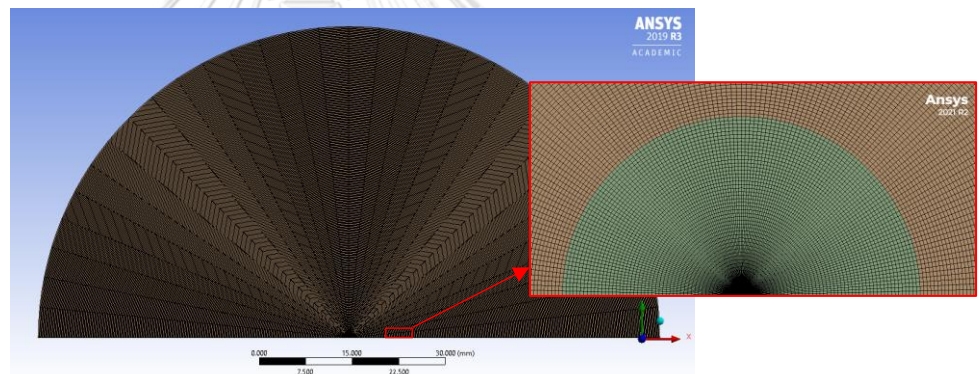 ANSYS
2019 R3
ACADEMIC
Ansys
2021 R2
0.000 15.000 30.000 (mm)
7.500 22.500
X